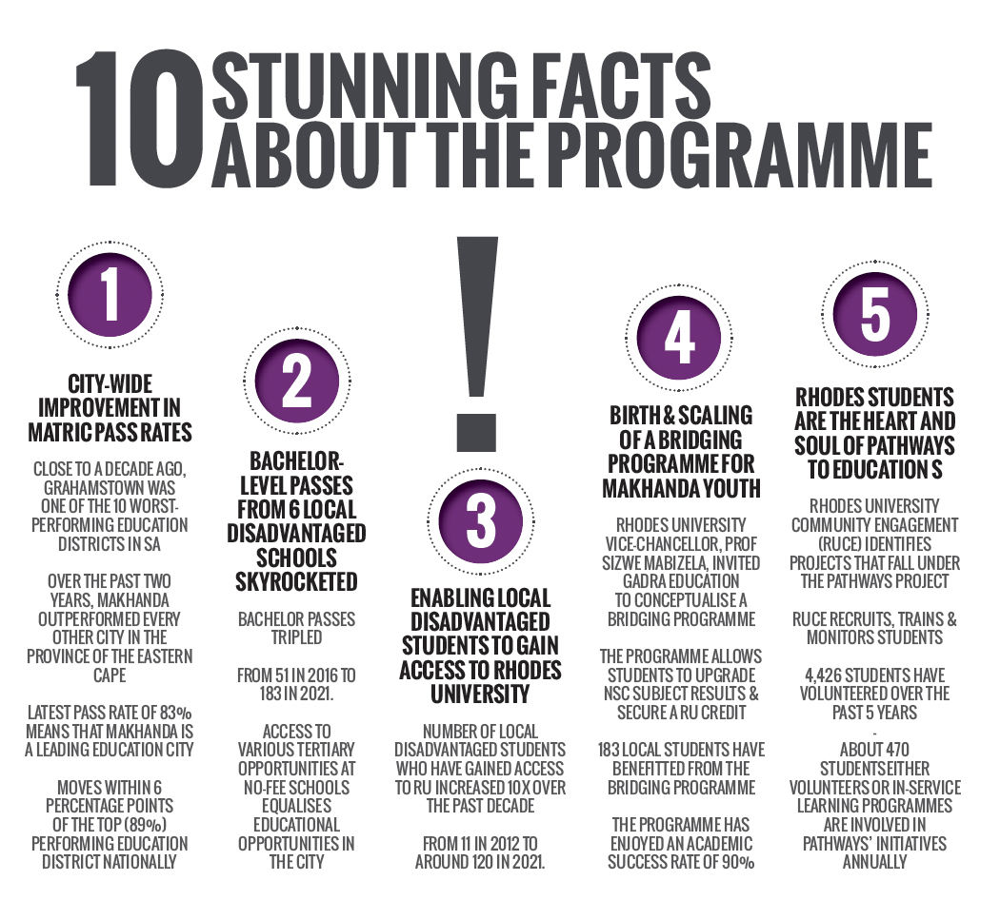 10 STUNNING FACTS
ABOUT THE PROGRAMME
!
1
CITY-WIDE
IMPROVEMENT IN
MATRIC PASS RATES
CLOSE TO A DECADE AGO,
GRAHAMSTOWN WAS
ONE OF THE 10 WORST-
PERFORMING EDUCATION
DISTRICTS IN SA
OVER THE PAST TWO
YEARS, MAKHANDA
OUTPERFORMED EVERY
OTHER CITY IN THE
PROVINCE OF THE EASTERN
CAPE
LATEST PASS RATE OF 83%
MEANS THAT MAKHANDA IS
A LEADING EDUCATION CITY
MOVES WITHIN 6
PERCENTAGE POINTS
OF THE TOP (89%)
PERFORMING EDUCATION
DISTRICT NATIONALLY
2
BACHELOR-
LEVEL PASSES
FROM 6 LOCAL
DISADVANTAGED
SCHOOLS
SKYROCKETED
BACHELOR PASSES
TRIPLED
FROM 51 IN 2016 TO
183 IN 2021.
ACCESS TO
VARIOUS TERTIARY
OPPORTUNITIES AT
NO-FEE SCHOOLS
EQUALISES
EDUCATIONAL
OPPORTUNITIES IN
THE CITY
3
ENABLING LOCAL
DISADVANTAGED
STUDENTS TO GAIN
ACCESS TO RHODES
UNIVERSITY
NUMBER OF LOCAL
DISADVANTAGED STUDENTS
WHO HAVE GAINED ACCESS
TO RU INCREASED 10X OVER
THE PAST DECADE
FROM 11 IN 2012 TO
AROUND 120 IN 2021.
4
BIRTH & SCALING
OF A BRIDGING
PROGRAMME FOR
MAKHANDA YOUTH
RHODES UNIVERSITY
VICE-CHANCELLOR, PROF
SIZWE MABIZELA, INVITED
GADRA EDUCATION
TO CONCEPTUALISE A
BRIDGING PROGRAMME
THE PROGRAMME ALLOWS
STUDENTS TO UPGRADE
NSC SUBJECT RESULTS &
SECURE A RU CREDIT
183 LOCAL STUDENTS HAVE
BENEFITTED FROM THE
BRIDGING PROGRAMME
THE PROGRAMME HAS
ENJOYED AN ACADEMIC
SUCCESS RATE OF 90%
5
RHODES STUDENTS
ARE THE HEART AND
SOUL OF PATHWAYS
TO EDUCATION S
RHODES UNIVERSITY
COMMUNITY ENGAGEMENT
(RUCE) IDENTIFIES
PROJECTS THAT FALL UNDER
THE PATHWAYS PROJECT
RUCE RECRUITS, TRAINS &
MONITORS STUDENTS
4,426 STUDENTS HAVE
VOLUNTEERED OVER THE
PAST 5 YEARS
-
ABOUT 470
STUDENTSEITHER
VOLUNTEERS OR IN-SERVICE
LEARNING PROGRAMMES
ARE INVOLVED IN
PATHWAYS' INITIATIVES
ANNUALLY